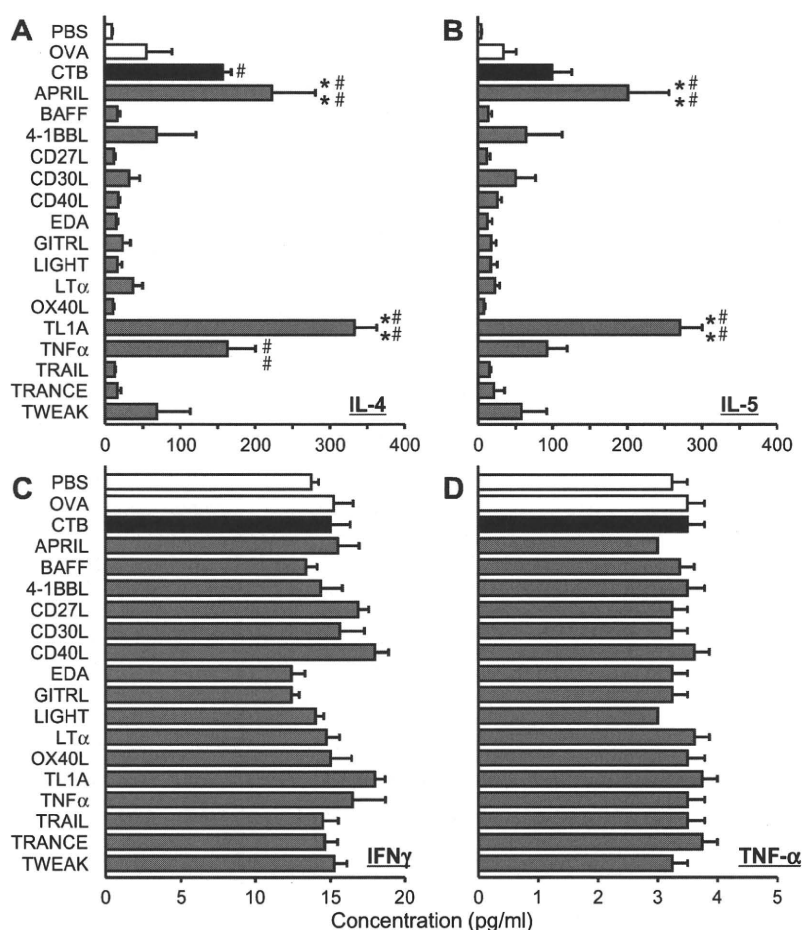 A
PBS
OVA
CTB #
APRIL * #
* #
BAFF
4-1BBL
CD27L
CD30L
CD40L
EDA
GITRL
LIGHT
LTα
OX40L
TL1A * #
* #
TNFα #
#
TRAIL
TRANCE
TWEAK
IL-4
0 100 200 300 400
B
* #
* #
* #
* #
IL-5
0 100 200 300 400
C
PBS
OVA
CTB
APRIL
BAFF
4-1BBL
CD27L
CD30L
CD40L
EDA
GITRL
LIGHT
LTα
OX40L
TL1A
TNFα
TRAIL
TRANCE
TWEAK
IFNγ
0 5 10 15 20
D
TNF-α
0 1 2 3 4 5
Concentration (pg/ml)